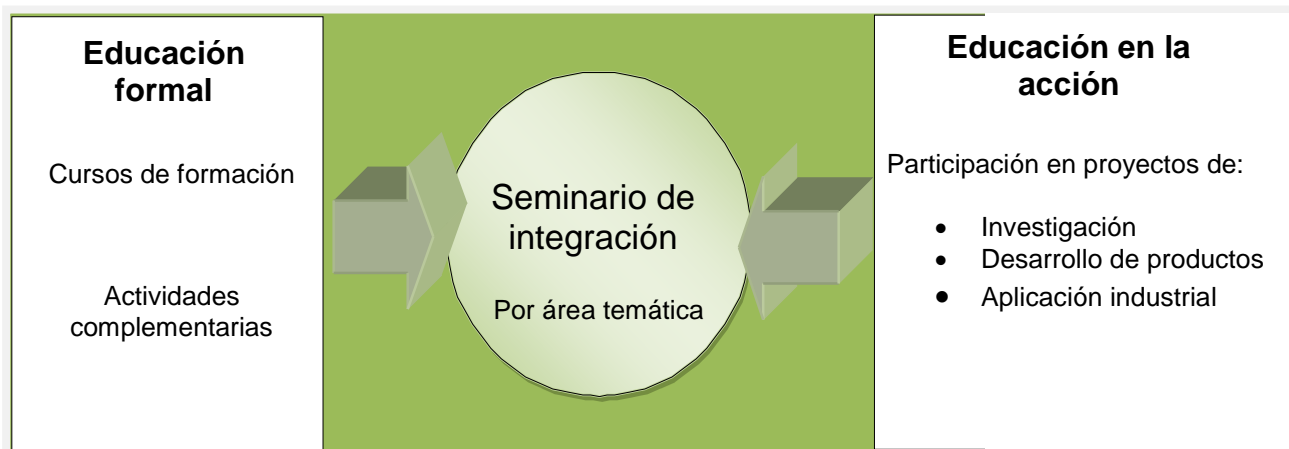 Educación
formal
Cursos de formación
Actividades
complementarias
Seminario de
integración
Por área temática
Educación en la
acción
Participación en proyectos de:
• Investigación
• Desarrollo de productos
• Aplicación industrial